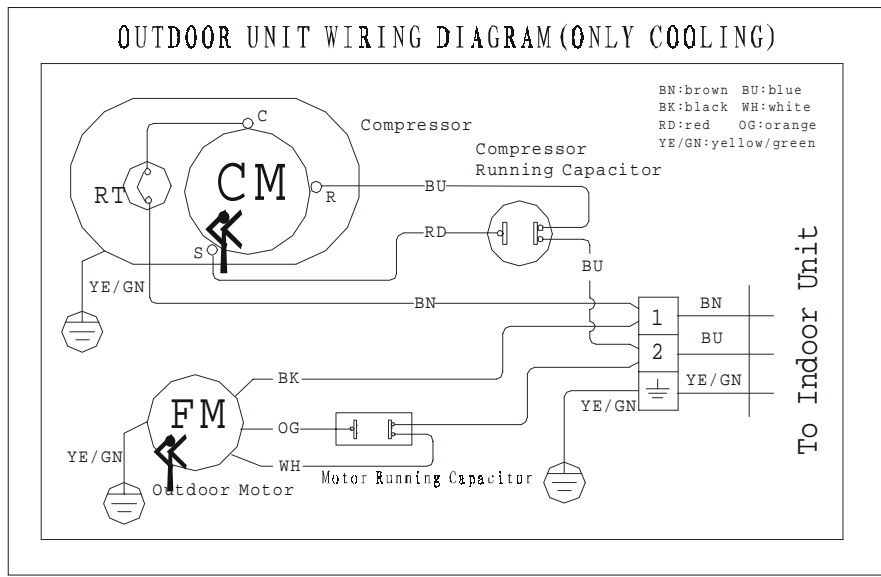 OUTDOOR UNIT WIRING DIAGRAM(ONLY COOLING)
BN:brown BU:blue
BK:black WH:white
RD:red OG:orange
YE/GN:yellow/green
C
Compressor
Compressor
Running Capacitor
RT
CM
R
BU
S
RD
BU
YE/GN
BN
1
BN
2
BU
YE/GN
YE/GN
To Indoor Unit
BK
FM
OG
YE/GN
WH
Motor Running Capacitor
Outdoor Motor